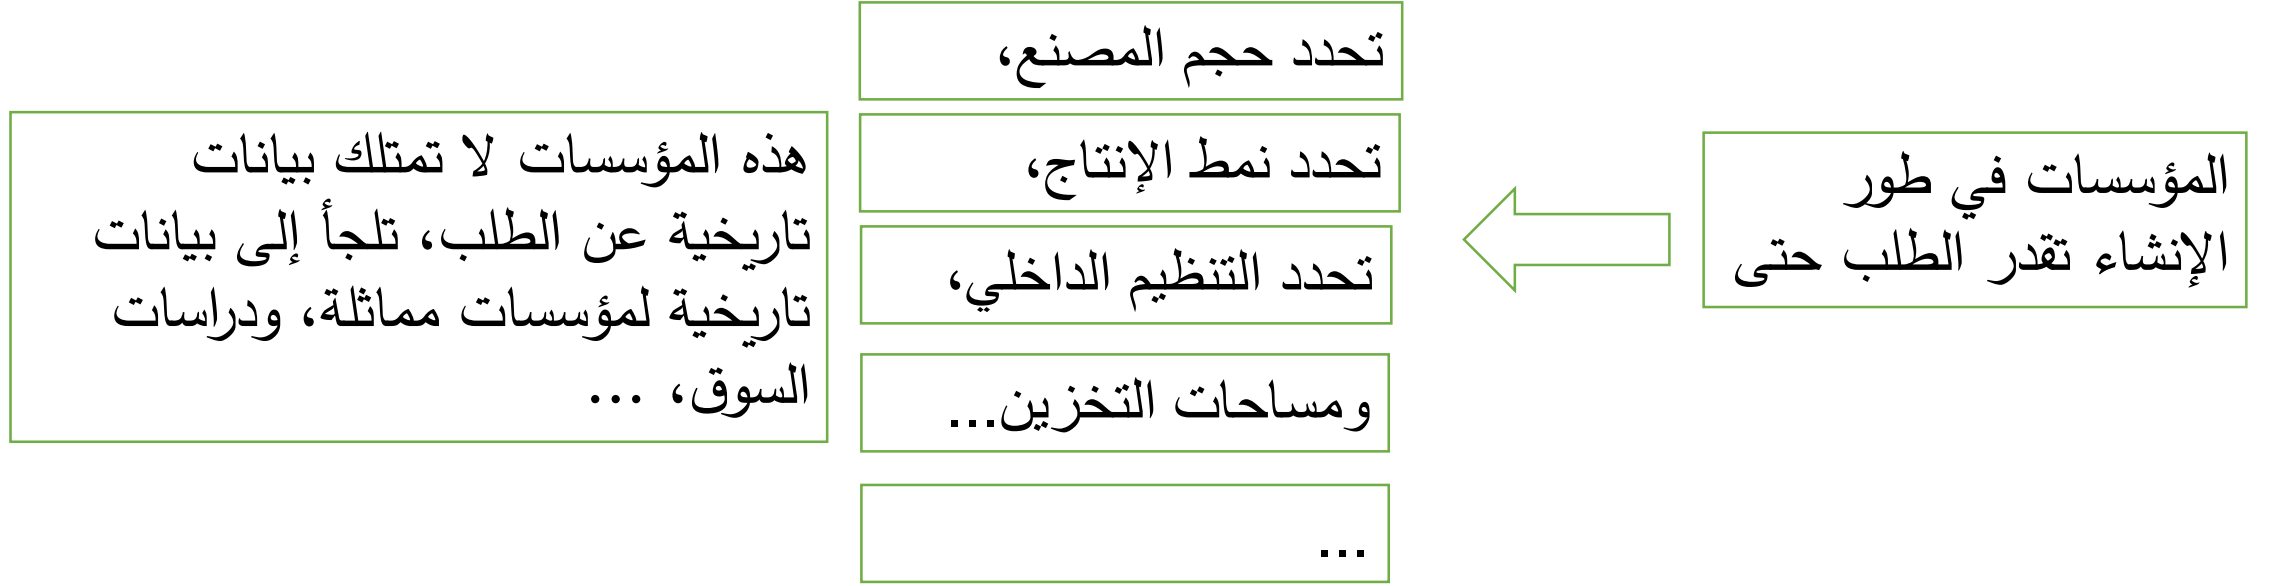 المؤسسات في طور
الإنشاء تقدر الطلب حتى
تحدد حجم المصنع،
تحدد نمط الإنتاج،
تحدد التنظيم الداخلي،
ومساحات التخزين...
...
هذه المؤسسات لا تمتلك بيانات
تاريخية عن الطلب، تلجأ إلى بيانات
تاريخية لمؤسسات مماثلة، ودراسات
السوق، ...